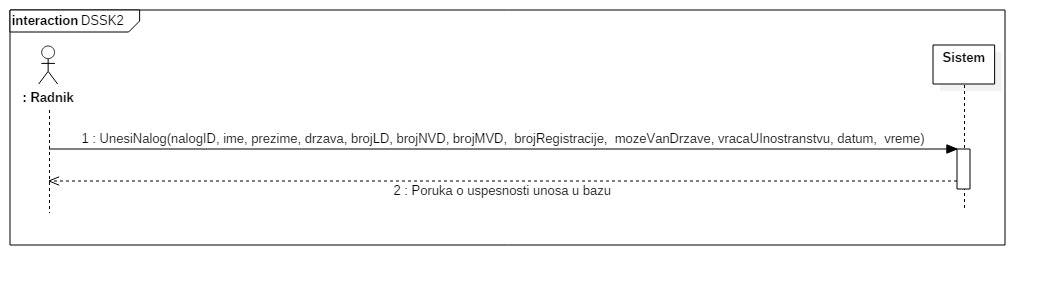 interaction DSSK2
: Radnik
Sistem
1 : UnesiNalog(nalogID, ime, prezime, drzava, brojLD, brojNVD, brojMVD, brojRegistracije, mozeVanDrzave, vracaUInostranstvu, datum, vreme)
2 : Poruka o uspesnosti unosa u bazu